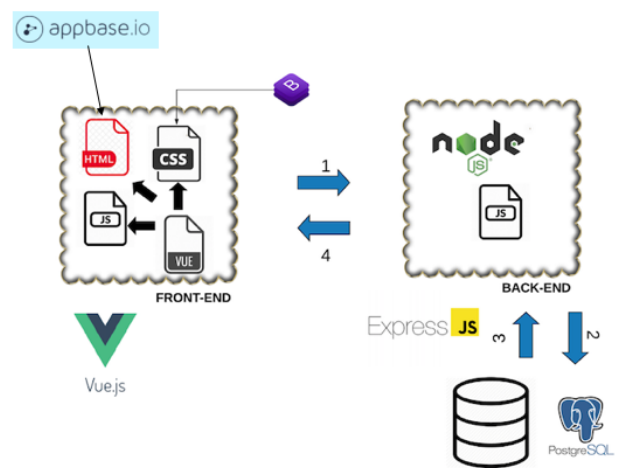 appbase.io
B
HTML
CSS
JS
VUE
FRONT-END
Vue.js
1
4
node
JS
JS
BACK-END
Express JS
3
2
PostgreSQL